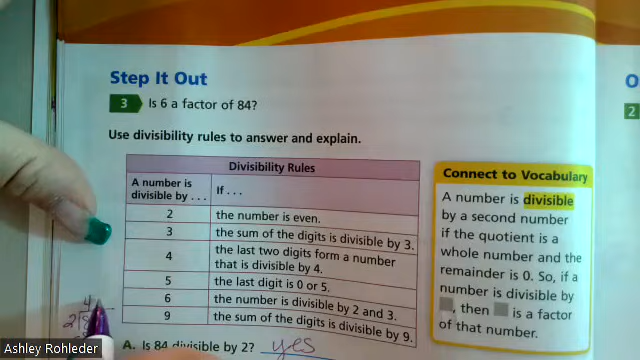 Step It Out
3 Is 6 a factor of 84?
Use divisibility rules to answer and explain.
Divisibility Rules
A number is divisible by . . . If . . .
2 the number is even.
3 the sum of the digits is divisible by 3.
4 the last two digits form a number
that is divisible by 4.
5 the last digit is 0 or 5.
6 the number is divisible by 2 and 3.
9 the sum of the digits is divisible by 9.
A. Is 84 divisible by 2? yes
Connect to Vocabulary
A number is divisible
by a second number
if the quotient is a
whole number and the
remainder is 0. So, if a
number is divisible by
, then is a factor
of that number.
O
2
4
2
Ashley Rohleder